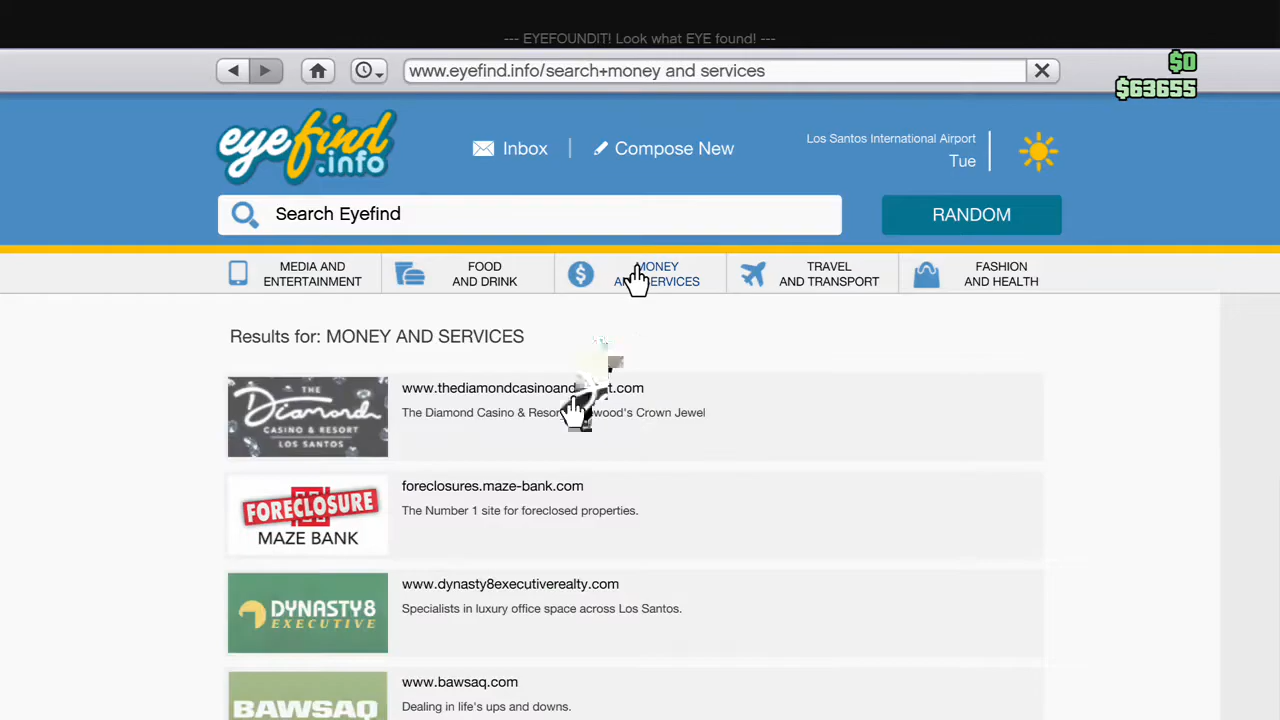 --- EYEFOUNDIT! Look what EYE found! ---
www.eyefind.info/search+money and services
$0
$63655
eyefind.info
Inbox
Compose New
Los Santos International Airport
Tue
Search Eyefind
RANDOM
MEDIA AND
ENTERTAINMENT
FOOD
AND DRINK
MONEY
AND SERVICES
TRAVEL
AND TRANSPORT
FASHION
AND HEALTH
Results for: MONEY AND SERVICES
THE
Diamond
CASINO & RESORT
LOS SANTOS
www.thediamondcasinoand
.com
The Diamond Casino & Resor
wood's Crown Jewel
FORECLOSURE
MAZE BANK
foreclosures.maze-bank.com
The Number 1 site for foreclosed properties.
DYNASTY8
EXECUTIVE
www.dynasty8executiverealty.com
Specialists in luxury office space across Los Santos.
BAWSAQ
www.bawsaq.com
Dealing in life's ups and downs.